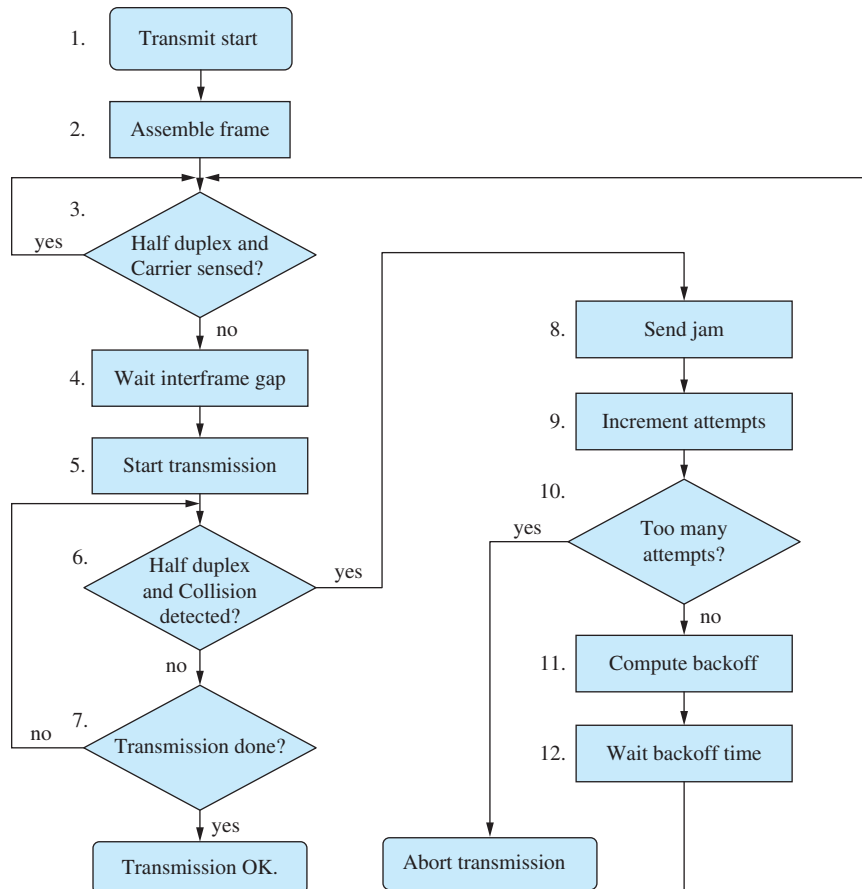 1. Transmit start
2. Assemble frame
3. Half duplex and
Carrier sensed?
yes
no
4. Wait interframe gap
5. Start transmission
6. Half duplex
and Collision
detected?
yes
no
7. Transmission done?
no
yes
Transmission OK.
8. Send jam
9. Increment attempts
10. Too many
attempts?
yes
no
11. Compute backoff
12. Wait backoff time
Abort transmission